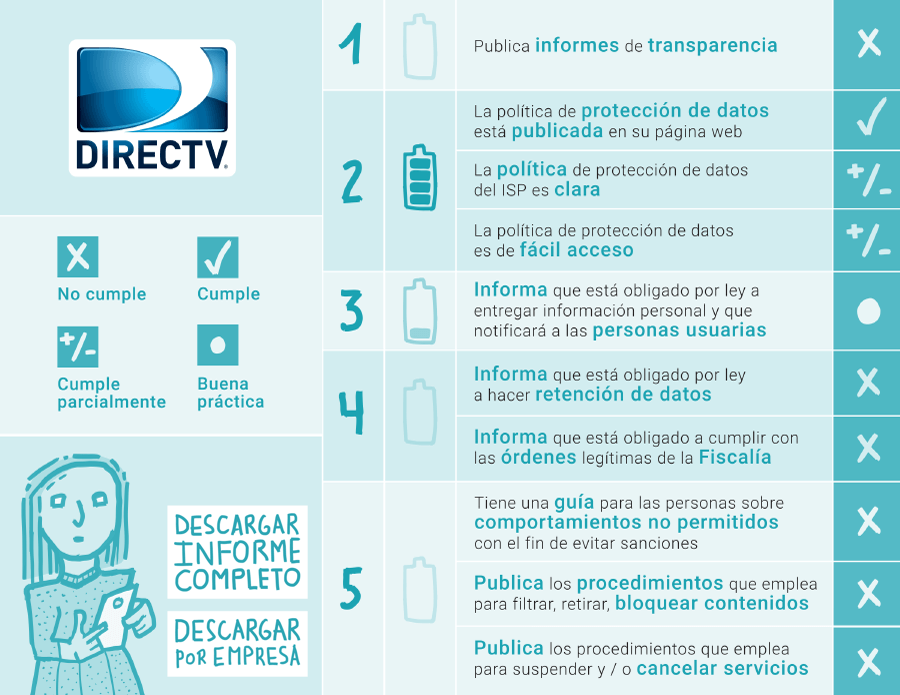 DIRECTV
No cumple
Cumple
+/-
Cumple
parcialmente
Buena
práctica
DESCARGAR
INFORME
COMPLETO
DESCARGAR
POR EMPRESA
1
Publica informes de transparencia
2
La política de protección de datos
está publicada en su página web
La política de protección de datos
del ISP es clara
+/-
La política de protección de datos
es de fácil acceso
+/-
3
Informa que está obligado por ley a
entregar información personal y que
notificará a las personas usuarias
4
Informa que está obligado por ley
a hacer retención de datos
Informa que está obligado a cumplir con
las órdenes legítimas de la Fiscalía
5
Tiene una guía para las personas sobre
comportamientos no permitidos
con el fin de evitar sanciones
Publica los procedimientos que emplea
para filtrar, retirar, bloquear contenidos
Publica los procedimientos que emplea
para suspender y / o cancelar servicios